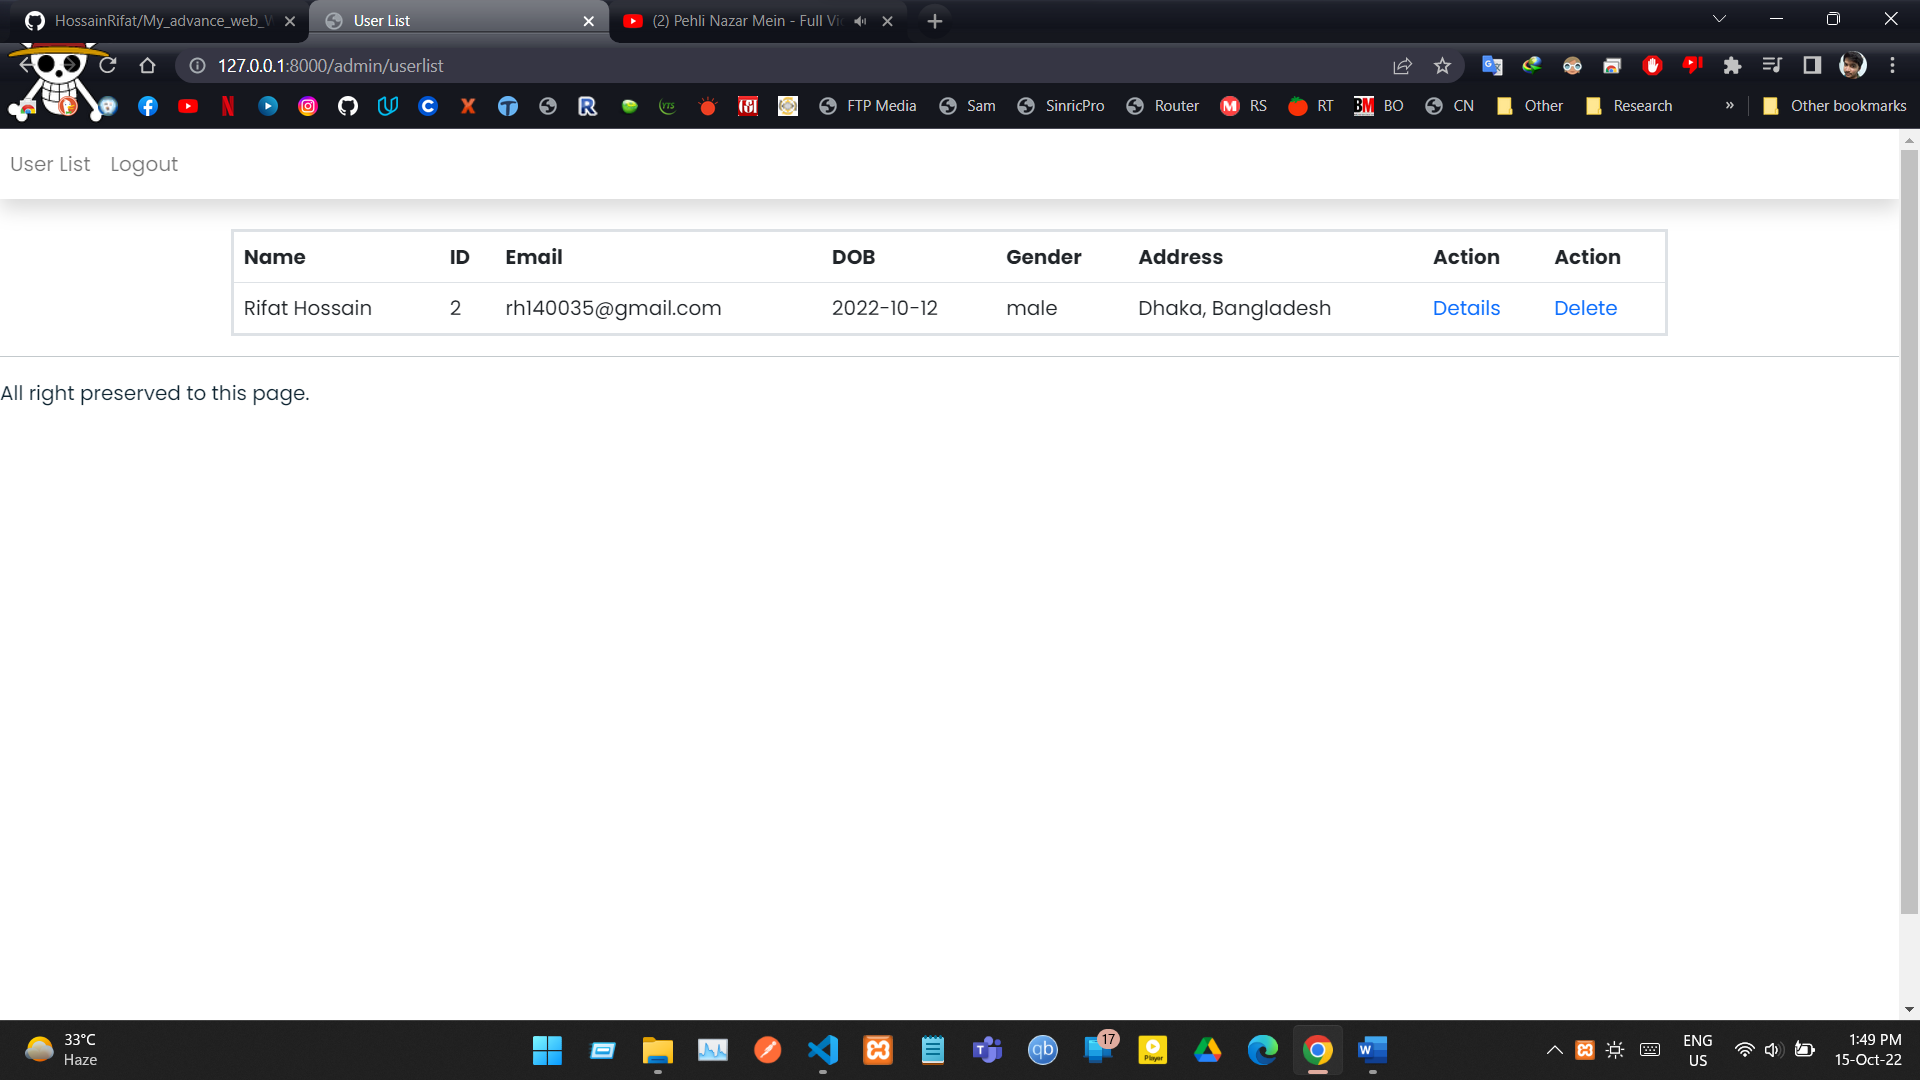 HossainRifat/My_advance_web_W
User List
(2) Pehli Nazar Mein - Full Vi
127.0.0.1:8000/admin/userlist
FTP Media Sam SinricPro Router RS RT BO CN Other Research » Other bookmarks
User List Logout
Name ID Email DOB Gender Address Action Action
Rifat Hossain 2 rh140035@gmail.com 2022-10-12 male Dhaka, Bangladesh Details Delete
All right preserved to this page.
33°C
Haze
17
Player
ENG
US
1:49 PM
15-Oct-22